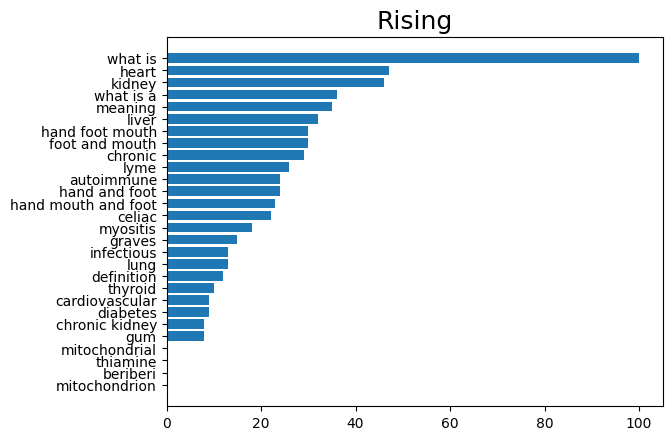 Rising
what is
heart
kidney
what is a
meaning
liver
hand foot mouth
foot and mouth
chronic
lyme
autoimmune
hand and foot
hand mouth and foot
celiac
myositis
graves
infectious
lung
definition
thyroid
cardiovascular
diabetes
chronic kidney
gum
mitochondrial
thiamine
beriberi
mitochondrion
0 20 40 60 80 100